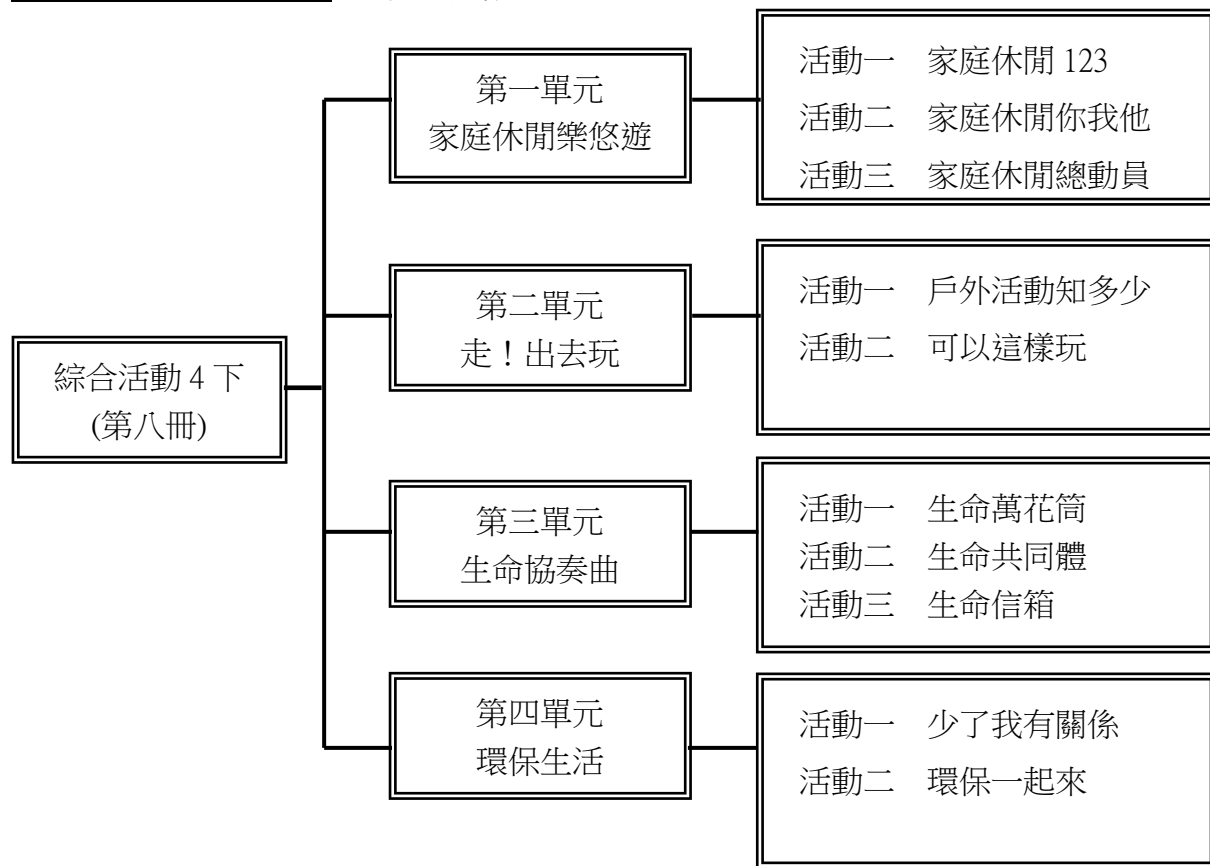 綜合活動 4 下
(第八冊)
第一單元
家庭休閒樂悠遊
活動一 家庭休閒 123
活動二 家庭休閒你我他
活動三 家庭休閒總動員
第二單元
走！出去玩
活動一 戶外活動知多少
活動二 可以這樣玩
第三單元
生命協奏曲
活動一 生命萬花筒
活動二 生命共同體
活動三 生命信箱
第四單元
環保生活
活動一 少了我有關係
活動二 環保一起來